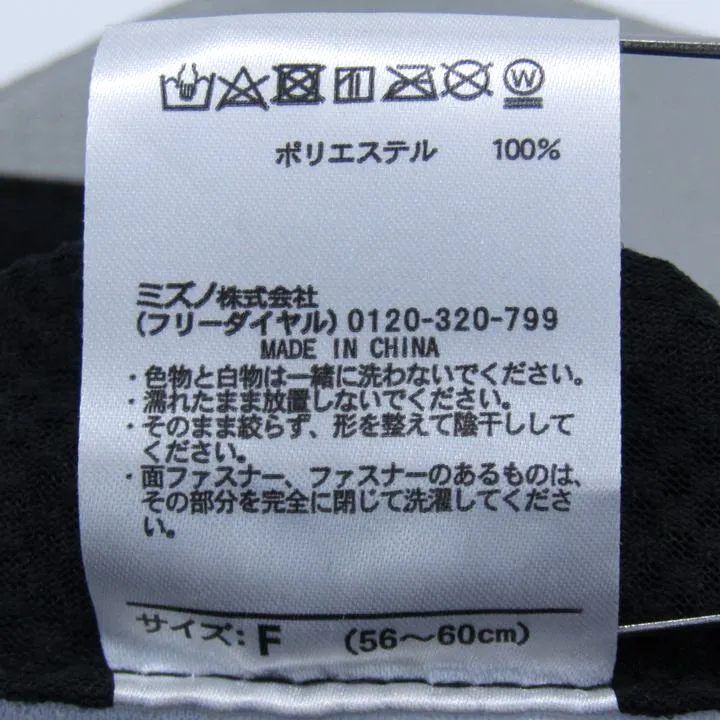 W
ポリエステル 100%
ミズノ株式会社
(フリーダイヤル) 0120-320-799
MADE IN CHINA
・色物と白物は一緒に洗わないでください。
・濡れたまま放置しないでください。
・そのまま絞らず、形を整えて陰干しして
ください。
・面ファスナー、ファスナーのあるものは、
その部分を完全に閉じて洗濯してくださ
い。
サイズ: F (56〜60cm)